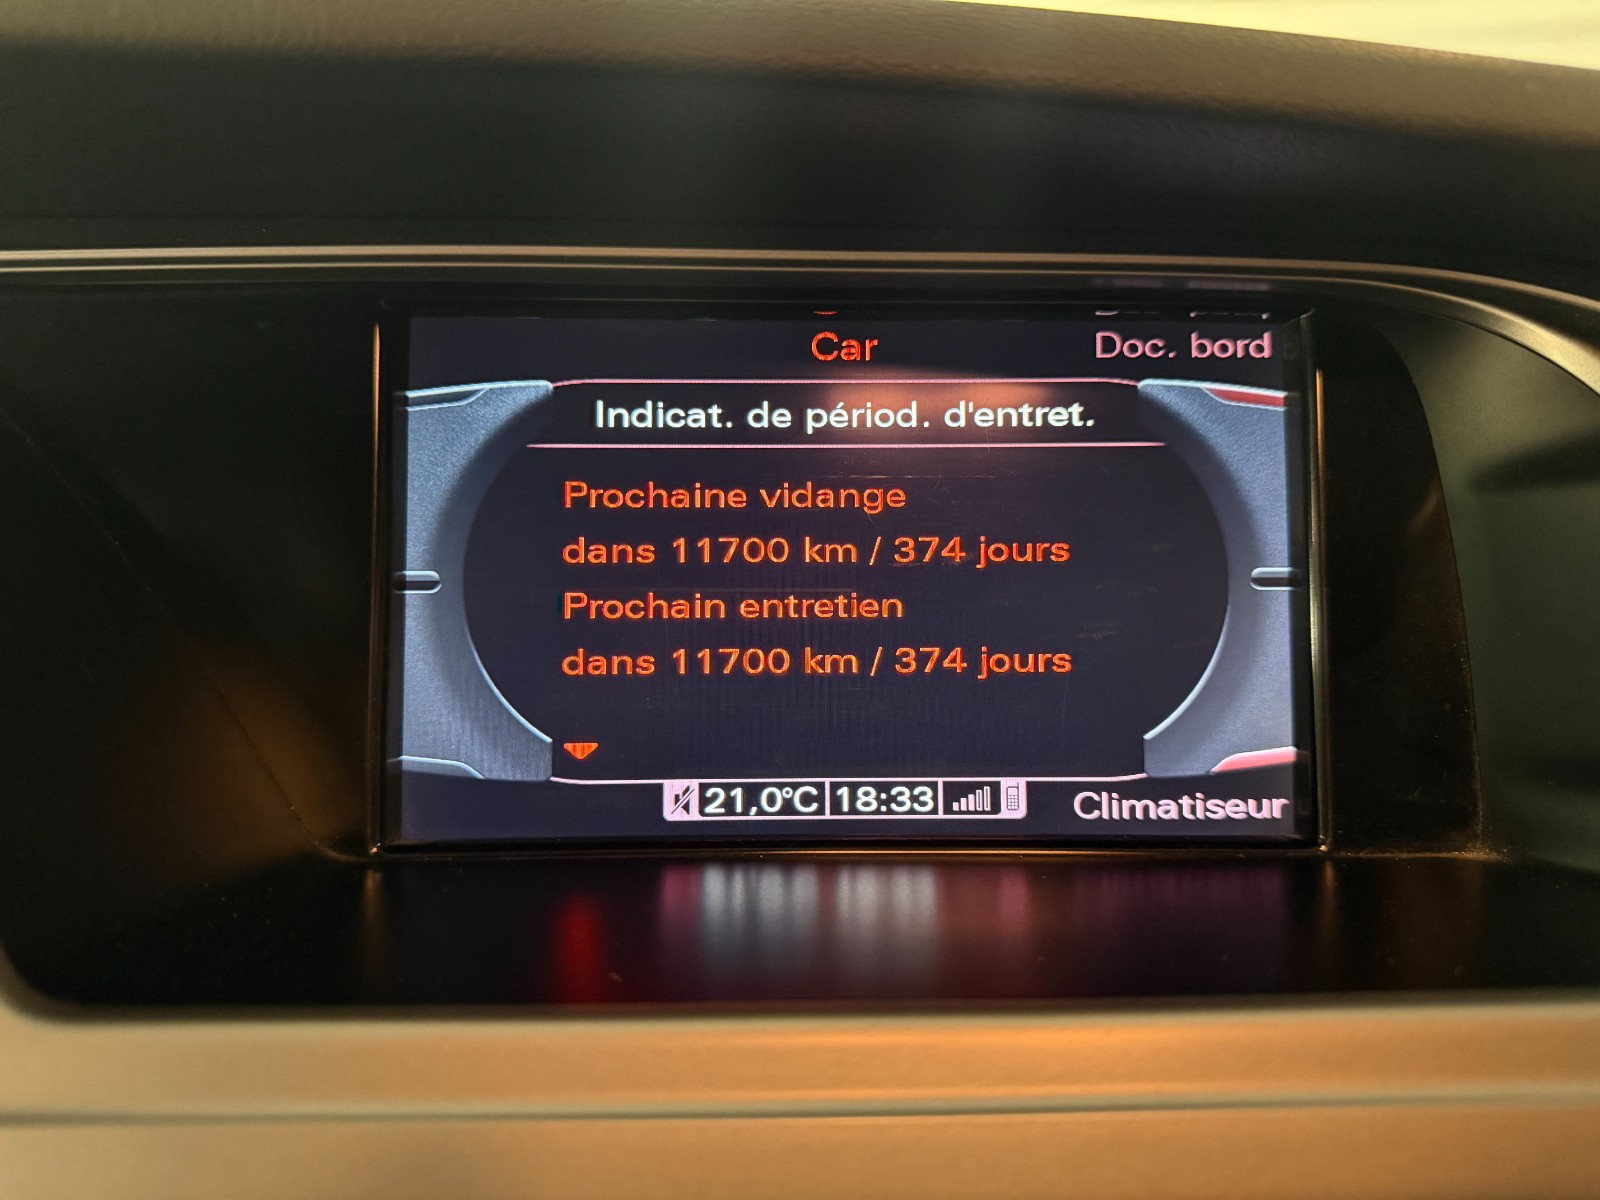 Car
Doc. bord
Indicat. de périod. d'entret.
Prochaine vidange
dans 11700 km / 374 jours
Prochain entretien
dans 11700 km / 374 jours
21,0°C 18:33
Climatiseur